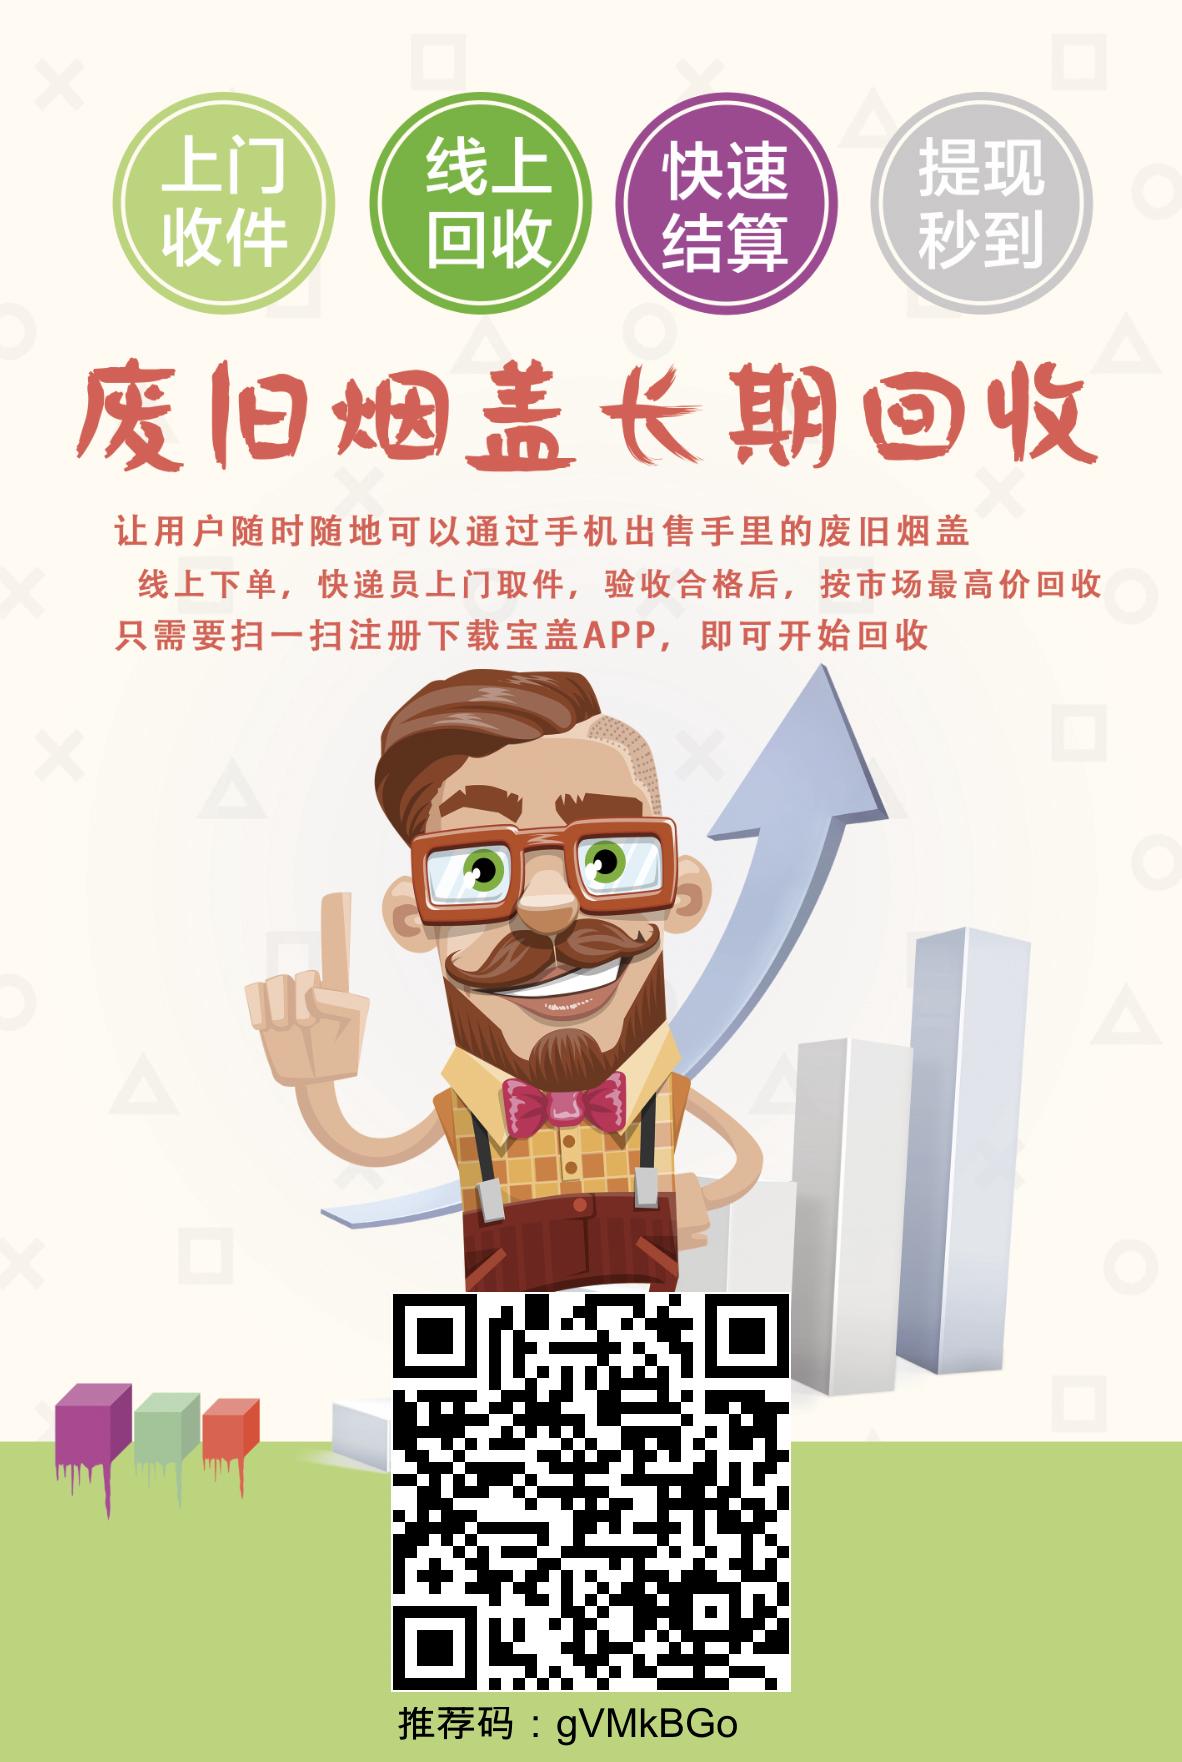 上门
收件
线上
回收
快速
结算
提现
秒到
废旧烟盖长期回收
让用户随时随地可以通过手机出售手里的废旧烟盖
线上下单，快递员上门取件，验收合格后，按市场最高价回收
只需要扫一扫注册下载宝盖APP，即可开始回收
推荐码：gVMkBGo